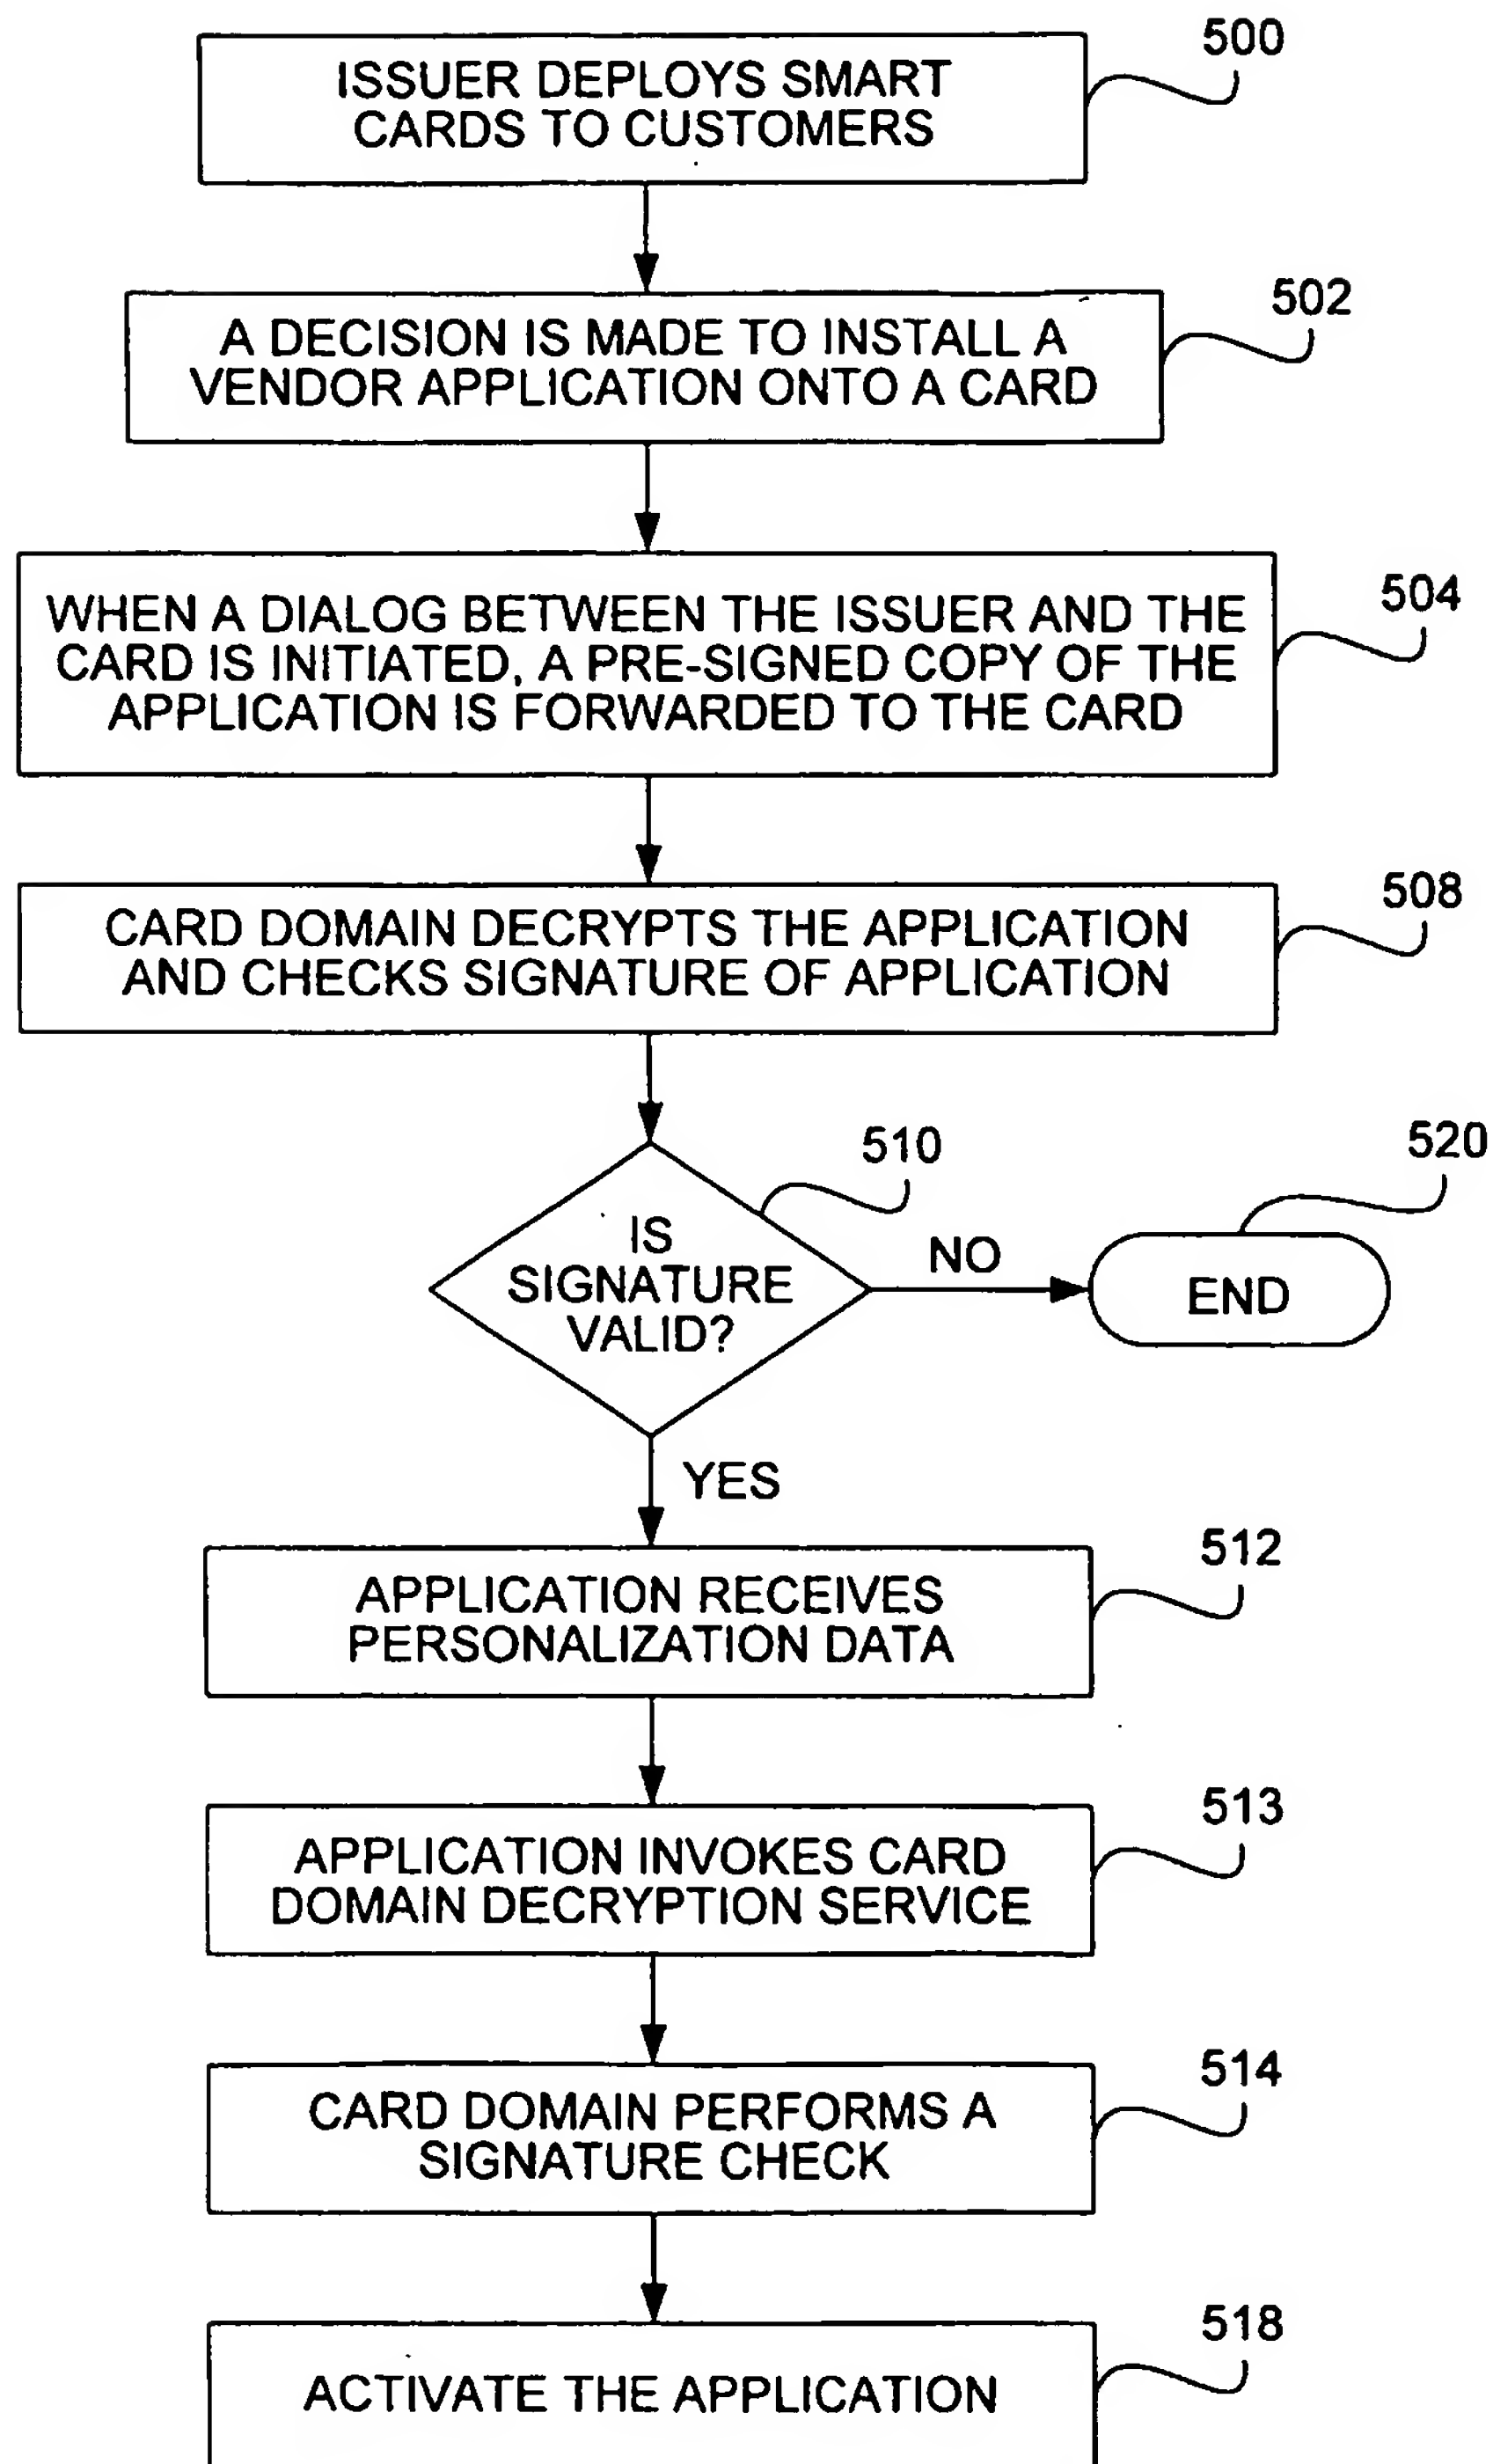 500
ISSUER DEPLOYS SMART
CARDS TO CUSTOMERS
502
A DECISION IS MADE TO INSTALL A
VENDOR APPLICATION ONTO A CARD
504
WHEN A DIALOG BETWEEN THE ISSUER AND THE
CARD IS INITIATED, A PRE-SIGNED COPY OF THE
APPLICATION IS FORWARDED TO THE CARD
508
CARD DOMAIN DECRYPTS THE APPLICATION
AND CHECKS SIGNATURE OF APPLICATION
510
520
IS
SIGNATURE
VALID?
NO
END
YES
512
APPLICATION RECEIVES
PERSONALIZATION DATA
513
APPLICATION INVOKES CARD
DOMAIN DECRYPTION SERVICE
514
CARD DOMAIN PERFORMS A
SIGNATURE CHECK
518
ACTIVATE THE APPLICATION